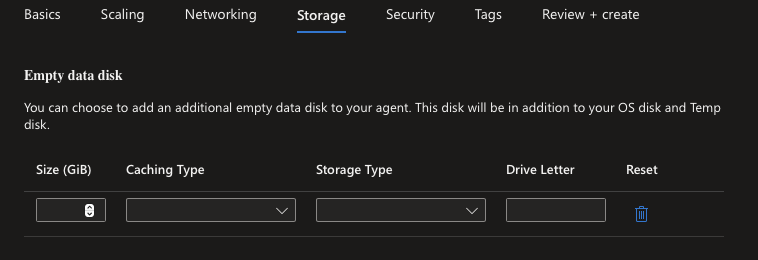 Basics Scaling Networking Storage Security Tags Review + create
Empty data disk
You can choose to add an additional empty data disk to your agent. This disk will be in addition to your OS disk and Temp
disk.
Size (GiB) Caching Type Storage Type Drive Letter Reset